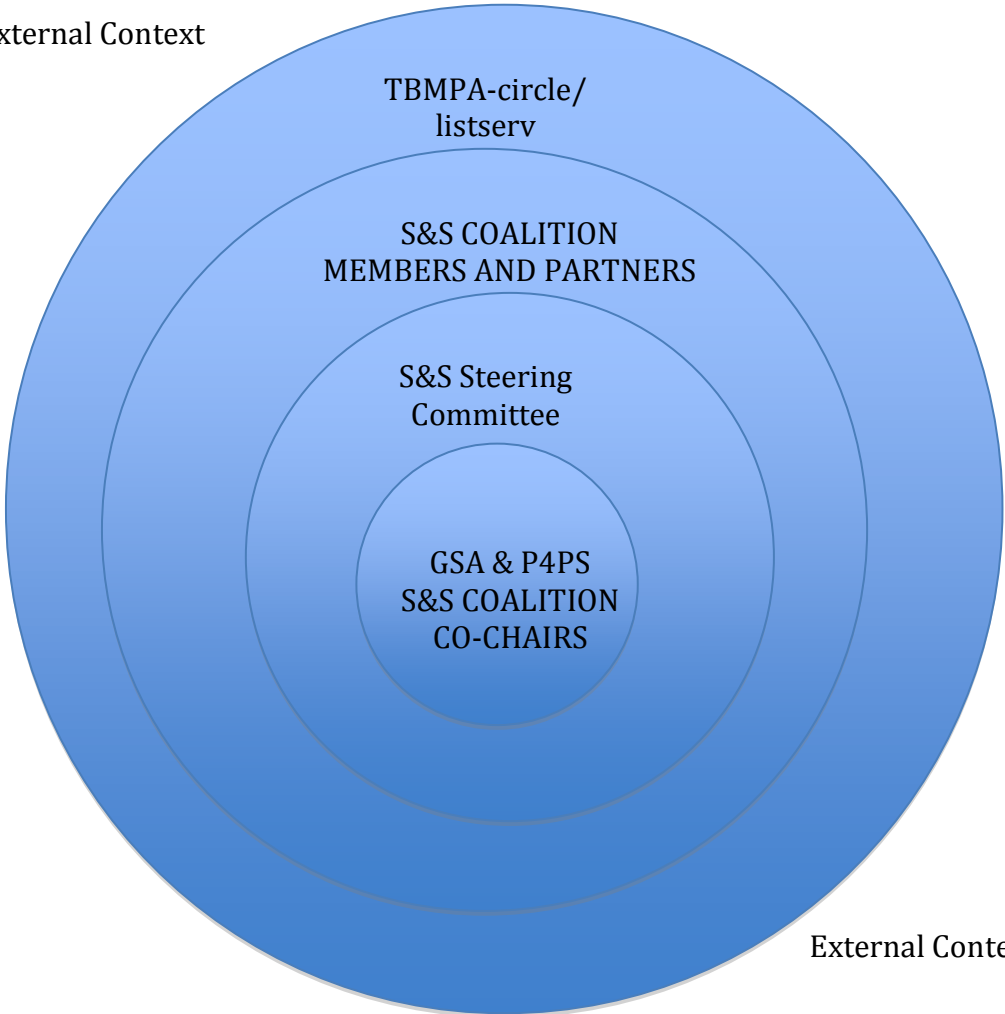 xternal Context
TBMPA-circle/
listserv
S&S COALITION
MEMBERS AND PARTNERS
S&S Steering
Committee
GSA & P4PS
S&S COALITION
CO-CHAIRS
External Conte